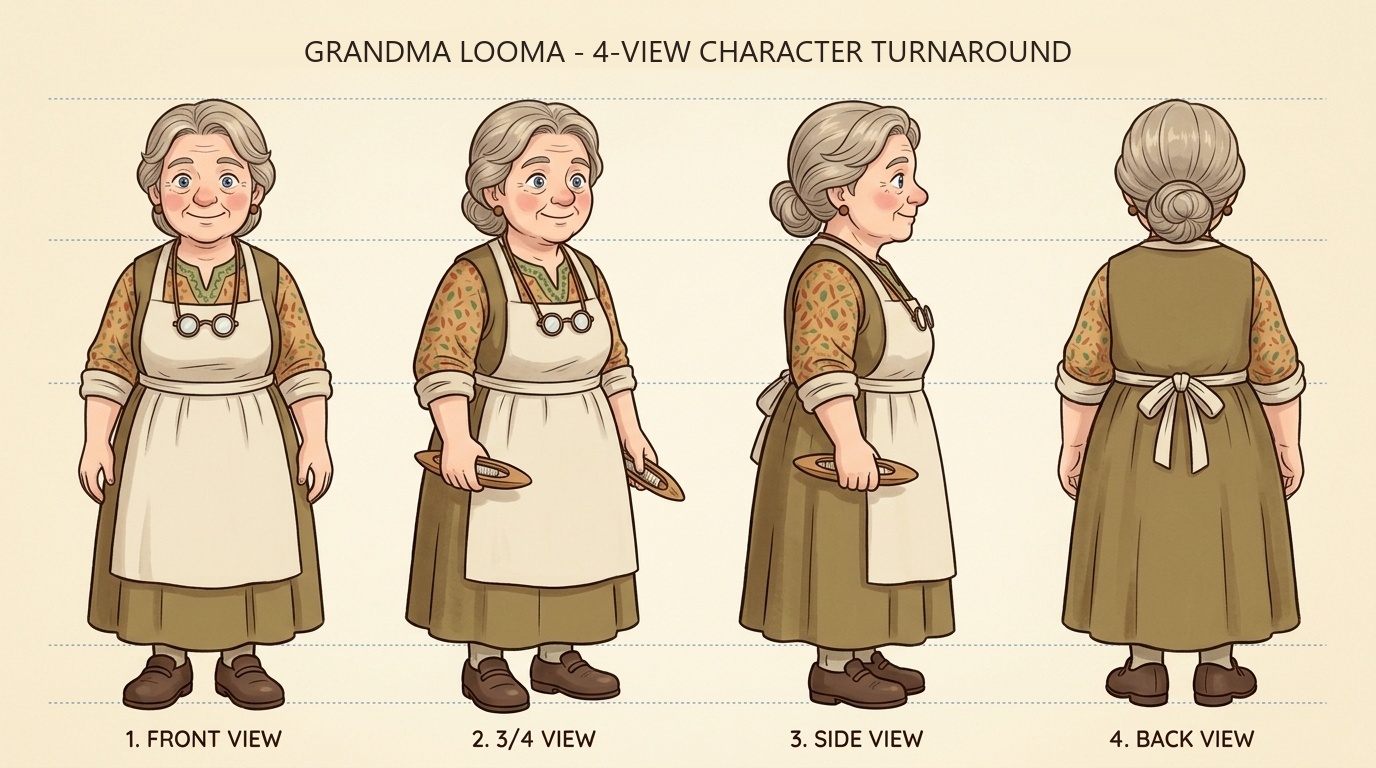 GRANDMA LOOMA - 4-VIEW CHARACTER TURNAROUND
1. FRONT VIEW
2. 3/4 VIEW
3. SIDE VIEW
4. BACK VIEW